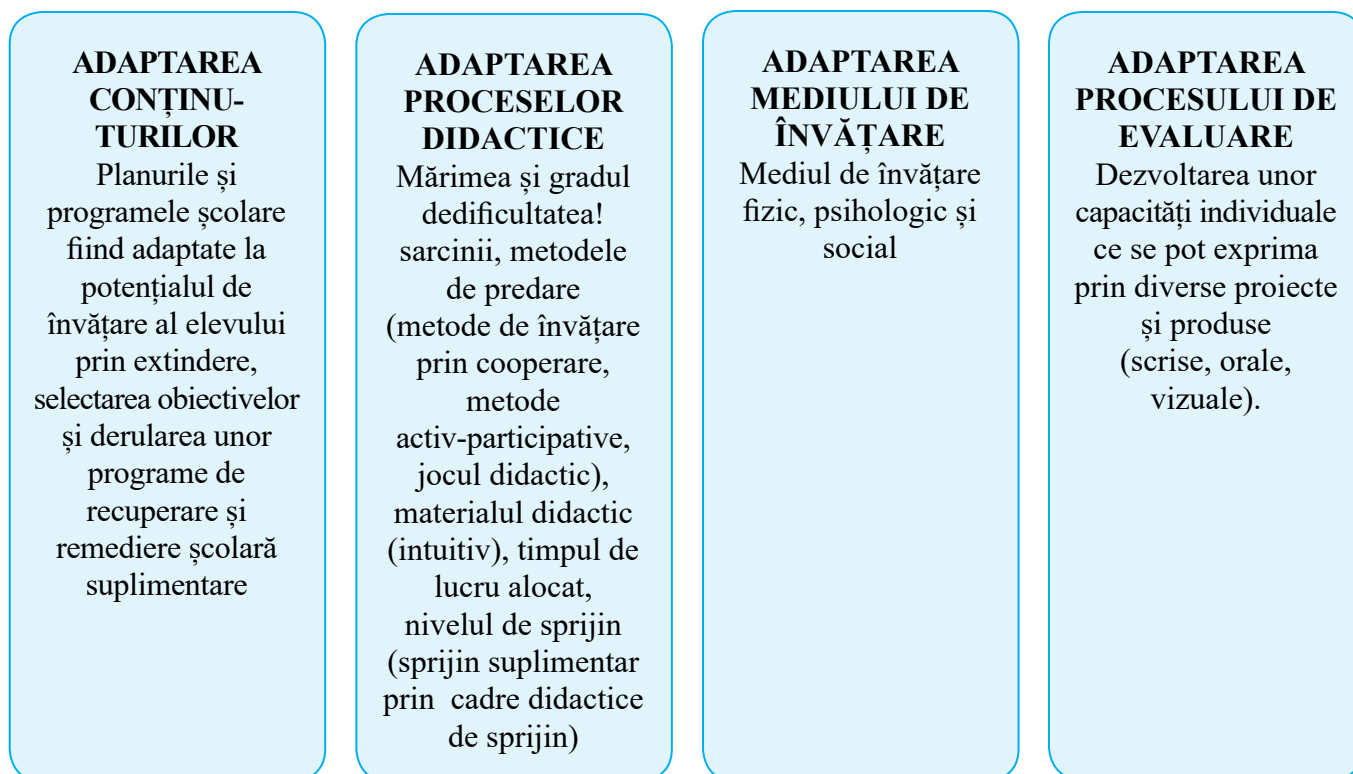 ADAPTAREA
CONȚINU-
TURILOR
Planurile și
programele școlare
fiind adaptate la
potențialul de
învățare al elevului
prin extindere,
selectarea obiectivelor
și derularea unor
programe de
recuperare și
remediere școlară
suplimentare
ADAPTAREA
PROCESELOR
DIDACTICE
Mărimea și gradul
dedificultatea!
sarcinii, metodele
de predare
(metode de învățare
prin cooperare,
metode
activ-participative,
jocul didactic),
materialul didactic
(intuitiv), timpul de
lucru alocat,
nivelul de sprijin
(sprijin suplimentar
prin cadre didactice
de sprijin)
ADAPTAREA
MEDIULUI DE
ÎNVĂȚARE
Mediul de învățare
fizic, psihologic și
social
ADAPTAREA
PROCESULUI DE
EVALUARE
Dezvoltarea unor
capacități individuale
ce se pot exprima
prin diverse proiecte
și produse
(scrise, orale,
vizuale).